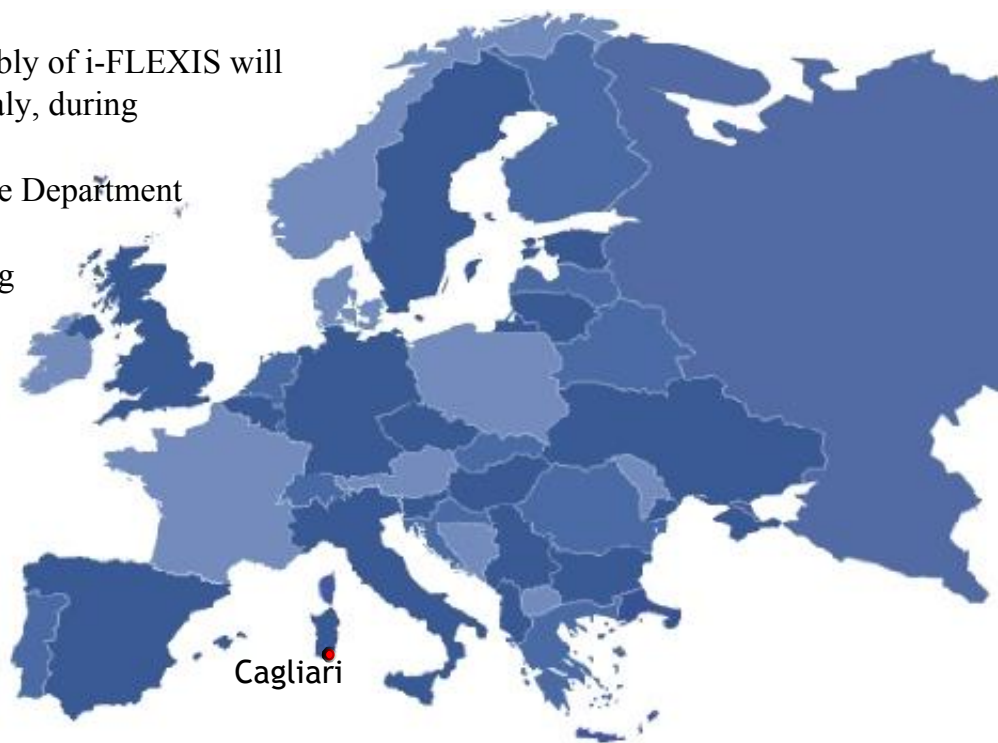 bly of i-FLEXIS will
aly, during
e Department
g
Cagliari